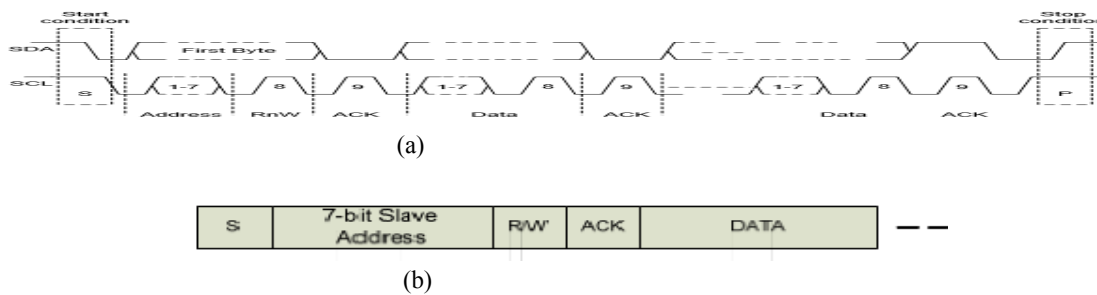 Start condition Stop condition
SDA First Byte
SCL S 1-7 8 9 1-7 8 9 1-7 8 9 P
Address RnW ACK Data ACK Data ACK
(a)
S 7-bit Slave Address R/W' ACK DATA
(b)